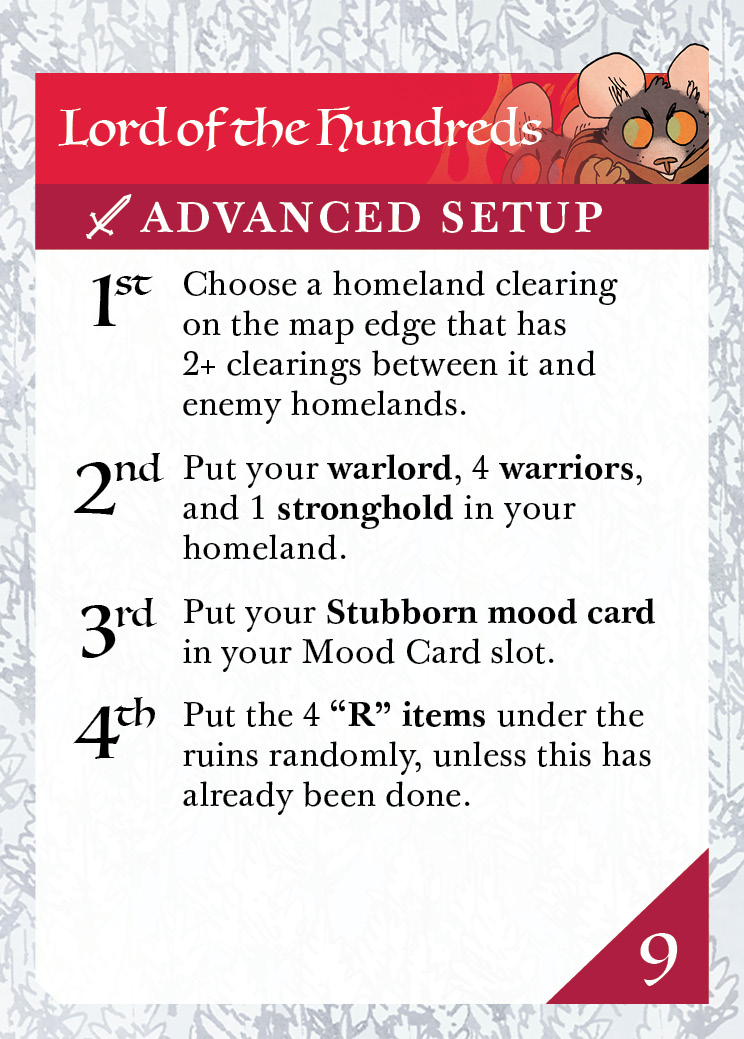 Lord of the Hundreds
ADVANCED SETUP
1st Choose a homeland clearing
on the map edge that has
2+ clearings between it and
enemy homelands.
2nd Put your warlord, 4 warriors,
and 1 stronghold in your
homeland.
3rd Put your Stubborn mood card
in your Mood Card slot.
4th Put the 4 “R” items under the
ruins randomly, unless this has
already been done.
9